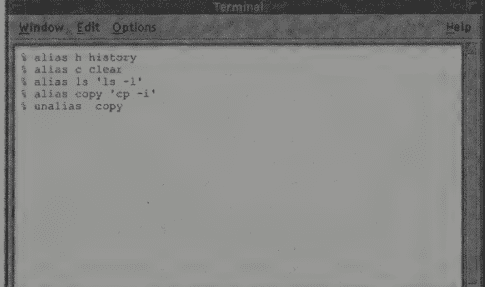 Terminal
Window Edit Options Help
% alias h history
% alias c clear
% alias ls 'ls -l'
% alias copy 'cp -i'
% unalias copy